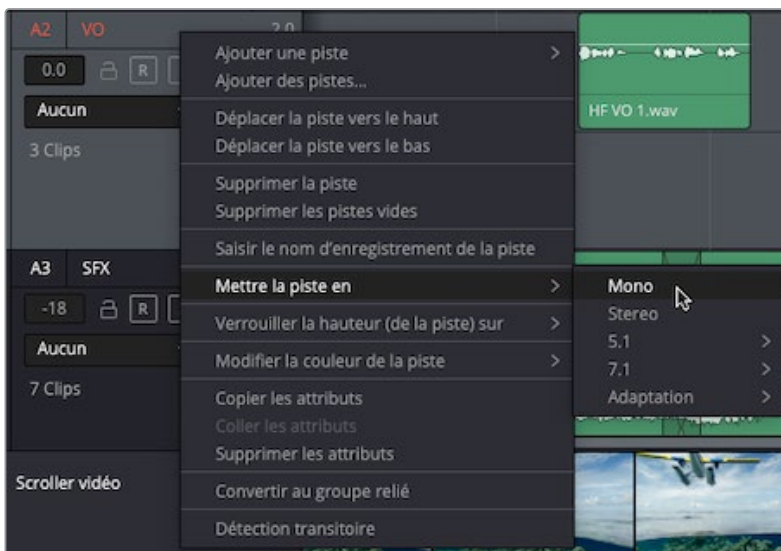 A2 VO 2.0
0.0 R
Aucun
3 Clips
A3 SFX
-18 R
Aucun
7 Clips
Scroller vidéo
Ajouter une piste >
Ajouter des pistes...
Déplacer la piste vers le haut
Déplacer la piste vers le bas
Supprimer la piste
Supprimer les pistes vides
Saisir le nom d'enregistrement de la piste
Mettre la piste en >
Verrouiller la hauteur (de la piste) sur >
Modifier la couleur de la piste >
Copier les attributs
Coller les attributs
Supprimer les attributs
Convertir au groupe relié
Détection transitoire
Mono
Stereo
5.1 >
7.1 >
Adaptation >
HF VO 1.wav